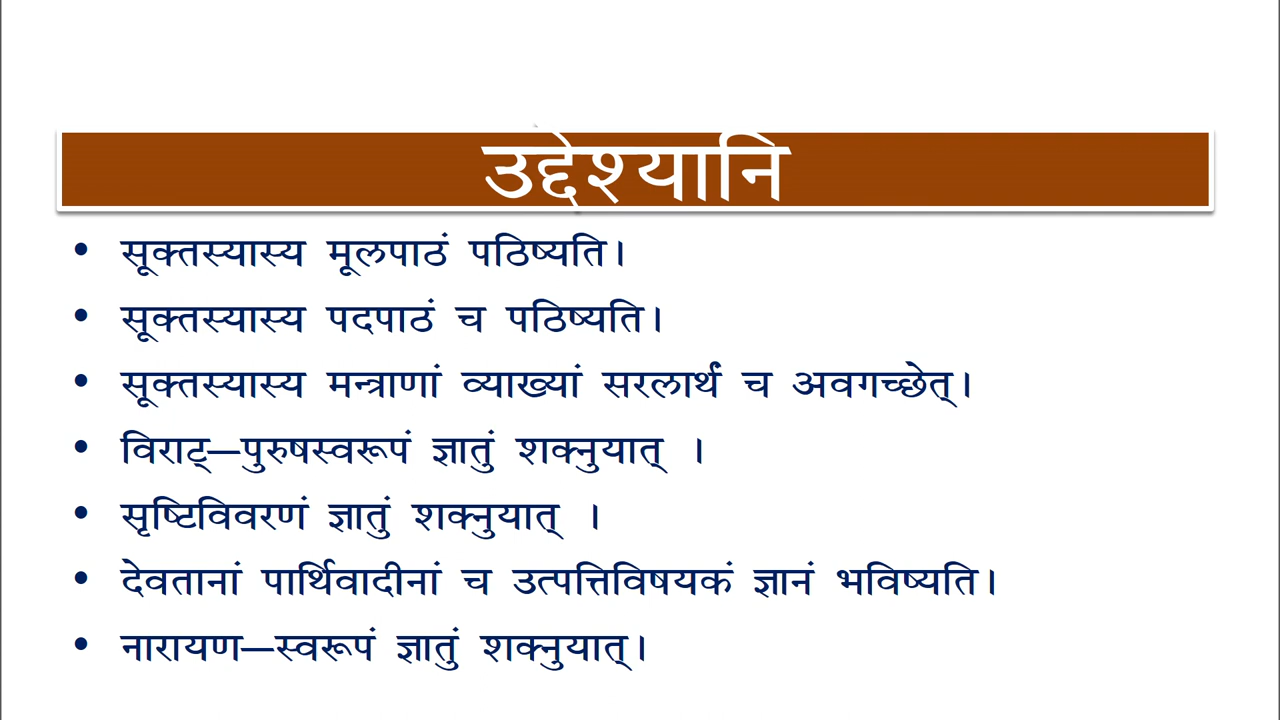 उद्देश्यानि
• सूक्तस्यास्य मूलपाठं पठिष्यति।
• सूक्तस्यास्य पदपाठं च पठिष्यति।
• सूक्तस्यास्य मन्त्राणां व्याख्यां सरलार्थं च अवगच्छेत्।
• विराट्—पुरुषस्वरूपं ज्ञातुं शक्नुयात् ।
• सृष्टिविवरणं ज्ञातुं शक्नुयात् ।
• देवतानां पार्थिवादीनां च उत्पत्तिविषयकं ज्ञानं भविष्यति।
• नारायण—स्वरूपं ज्ञातुं शक्नुयात्।